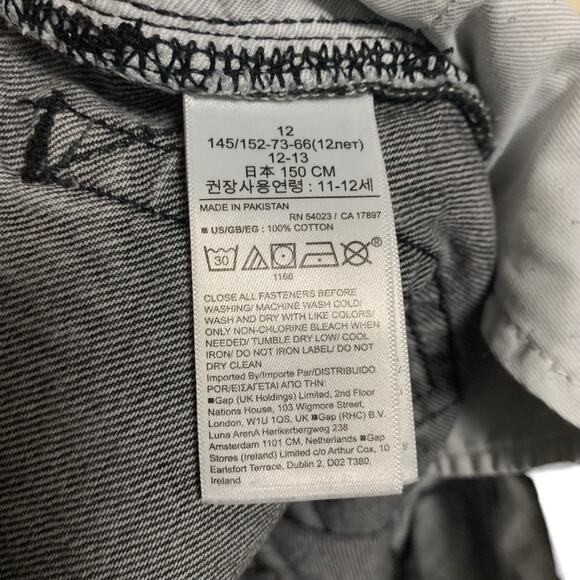 12
145/152-73-66(12лет)
12-13
日本 150 CM
권장사용연령 : 11-12세
MADE IN PAKISTAN
RN 54023 / CA 17897
■ US/GB/EG : 100% COTTON
30
®
1166
CLOSE ALL FASTENERS BEFORE
WASHING/ MACHINE WASH COLD/
WASH AND DRY WITH LIKE COLORS/
ONLY NON-CHLORINE BLEACH WHEN
NEEDED/ TUMBLE DRY LOW/ COOL
IRON/ DO NOT IRON LABEL/ DO NOT
DRY CLEAN
Imported By/Importe Par/DISTRIBUIDO
POR/ΕΙΣΑΓΕΤΑΙ ΑΠΟ ΤΗΝ:
■Gap (UK Holdings) Limited, 2nd Floor
Nations House, 103 Wigmore Street,
London, W1U 1QS, UK ■Gap (RHC) B.V.
Luna ArenA Herikerbergweg 238
Amsterdam 1101 CM, Netherlands ■Gap
Stores (Ireland) Limited c/o Arthur Cox, 10
Earlsfort Terrace, Dublin 2, D02 T380,
Ireland